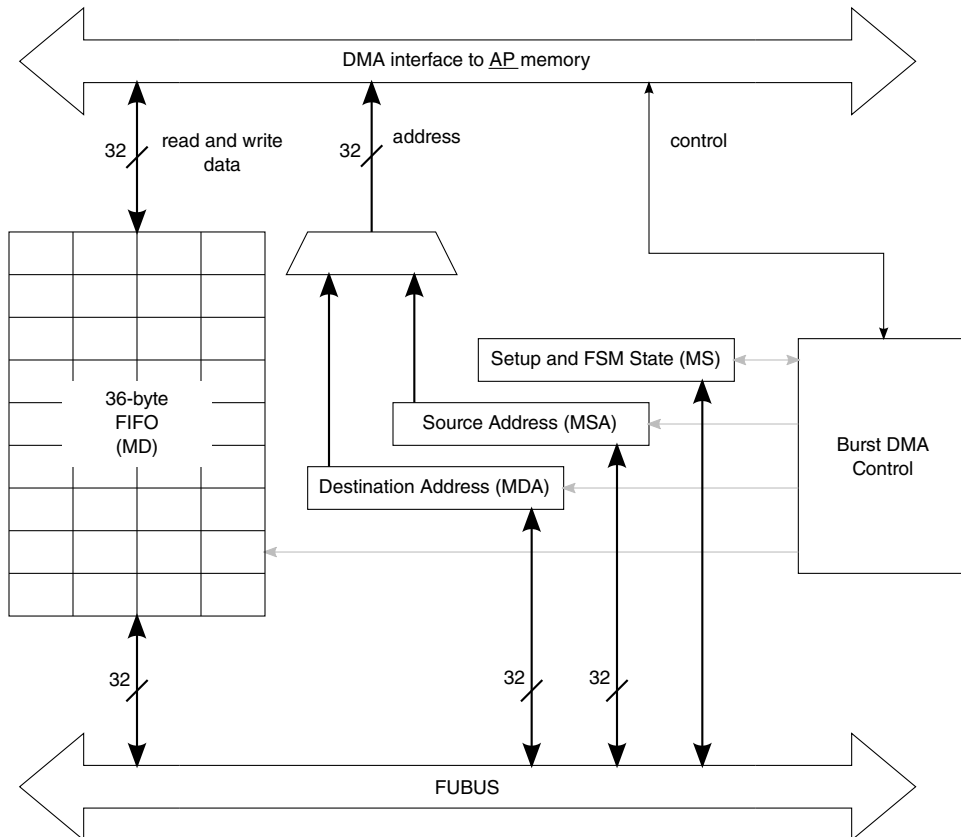 DMA interface to AP memory
32
read and write
data
32
address
control
Setup and FSM State (MS)
36-byte
FIFO
(MD)
Source Address (MSA)
Burst DMA
Control
Destination Address (MDA)
32
32
32
FUBUS